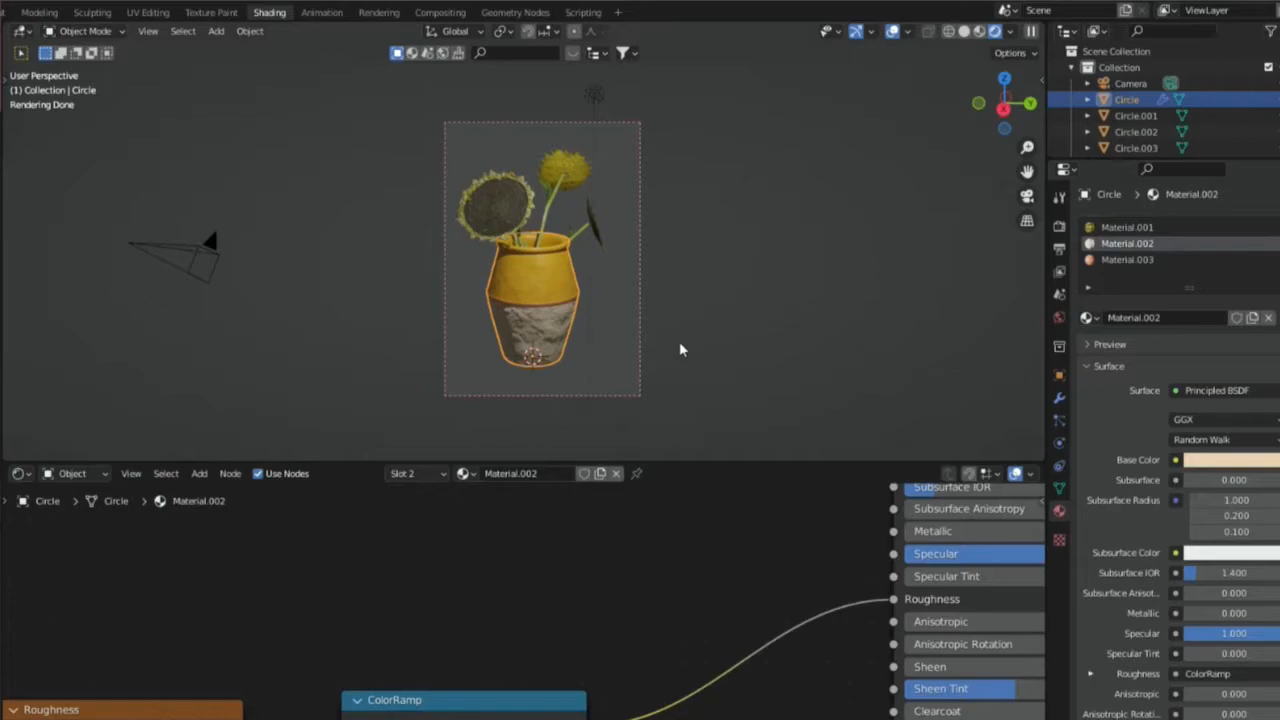 Modeling Sculpting UV Editing Texture Paint Shading Animation Rendering Compositing Geometry Nodes Scripting +
Scene
ViewLayer
Object Mode View Select Add Object
Global
Options
User Perspective
(1) Collection | Circle
Rendering Done
X
Y
Z
Scene Collection
Collection
Camera
Circle
Circle.001
Circle.002
Circle.003
Circle > Material.002
Material.001
Material.002
Material.003
Material.002
Preview
Surface
Surface Principled BSDF
GGX
Random Walk
Base Color
Subsurface 0.000
Subsurface Radius 1.000
0.200
0.100
Subsurface Color
Subsurface IOR 1.400
Subsurface Anisot... 0.000
Metallic 0.000
Specular 1.000
Specular Tint 0.000
Roughness ColorRamp
Anisotropic 0.000
Anisotropic Rotati... 0.000
Object View Select Add Node Use Nodes
Slot 2
Material.002
Circle > Circle > Material.002
Subsurface IOR
Subsurface Anisotropy
Metallic
Specular
Specular Tint
Roughness
Anisotropic
Anisotropic Rotation
Sheen
Sheen Tint
Clearcoat
Roughness
ColorRamp